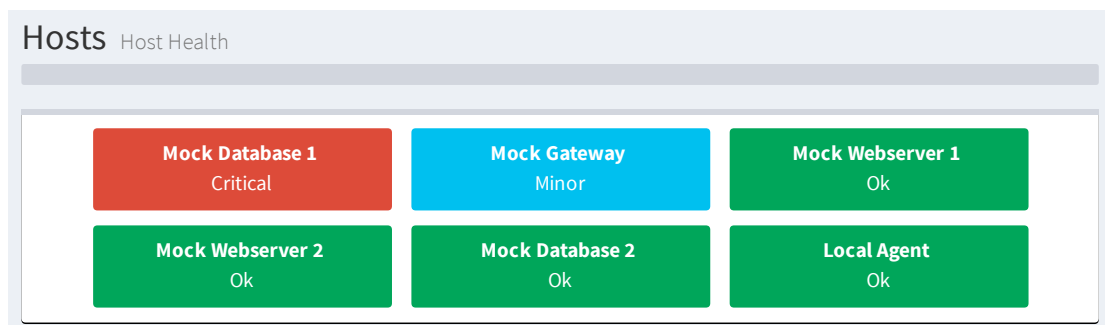 Hosts Host Health
Mock Database 1
Critical
Mock Gateway
Minor
Mock Webserver 1
Ok
Mock Webserver 2
Ok
Mock Database 2
Ok
Local Agent
Ok